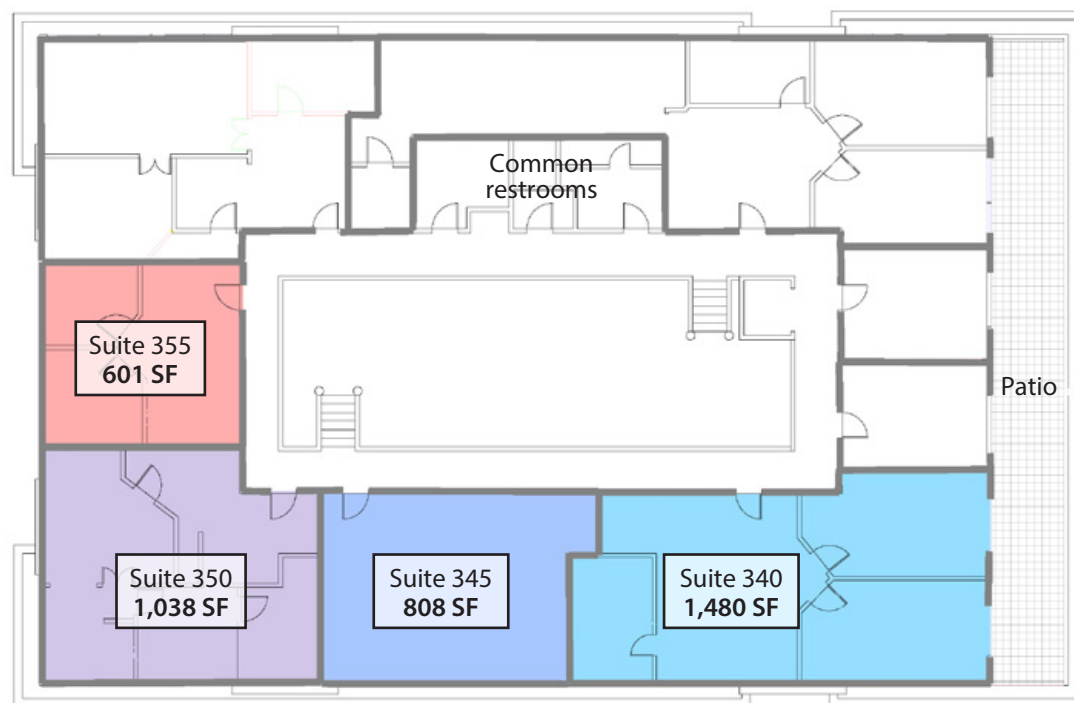 Common
restrooms
Suite 355
601 SF
Patio
Suite 350
1,038 SF
Suite 345
808 SF
Suite 340
1,480 SF